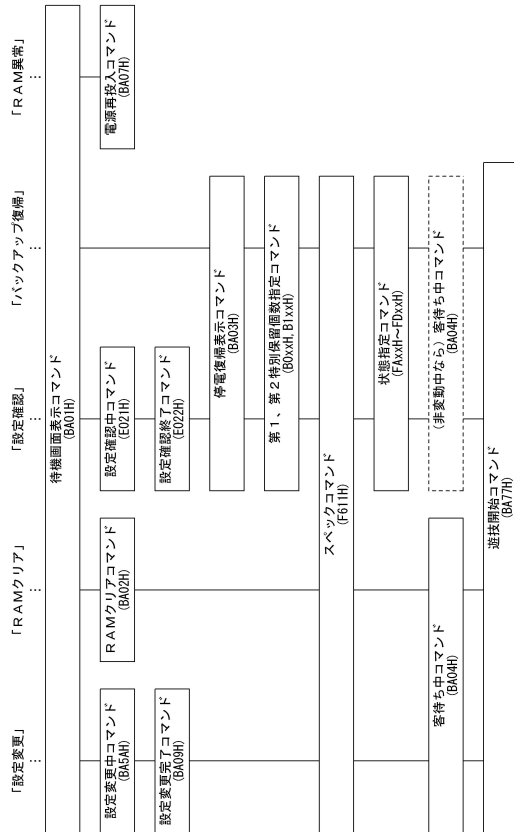 「設定変更」
「RAMクリア」
「設定確認」
「バックアップ復帰」
「RAM異常」
…
…
…
…
…
待機画面表示コマンド
(BA01H)
設定変更中コマンド
(BA5AH)
RAMクリアコマンド
(BA02H)
設定確認中コマンド
(E021H)
電源再投入コマンド
(BA07H)
設定変更完了コマンド
(BA09H)
設定確認終了コマンド
(E022H)
停電復帰表示コマンド
(BA03H)
第1、第2特別保留個数指定コマンド
(B0xxH, B1xxH)
スペックコマンド
(F611H)
状態指定コマンド
(FAxxH~FDxxH)
客待ち中コマンド
(BA04H)
(非変動中なら) 客待ち中コマンド
(BA04H)
遊技開始コマンド
(BA77H)